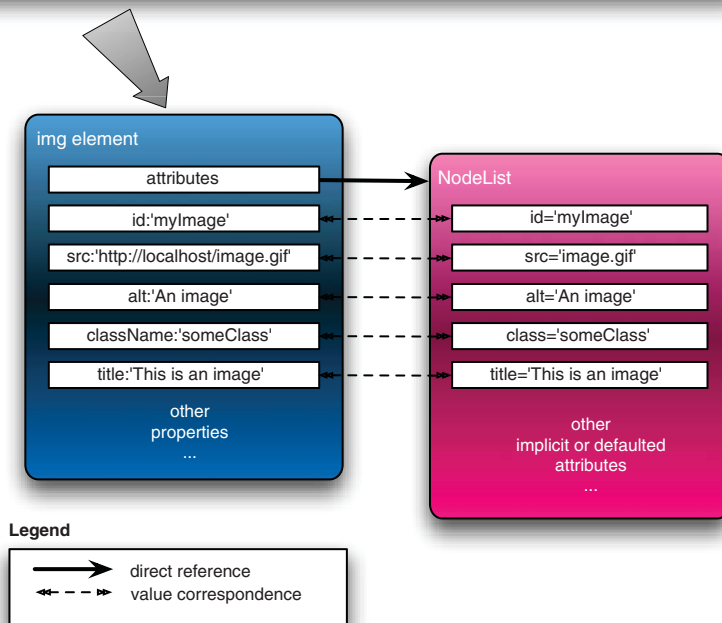 img element
attributes
id:'myImage'
src:'http://localhost/image.gif'
alt:'An image'
className:'someClass'
title:'This is an image'
other
properties
...
NodeList
id='myImage'
src='image.gif'
alt='An image'
class='someClass'
title='This is an image'
other
implicit or defaulted
attributes
...
Legend
direct reference
value correspondence